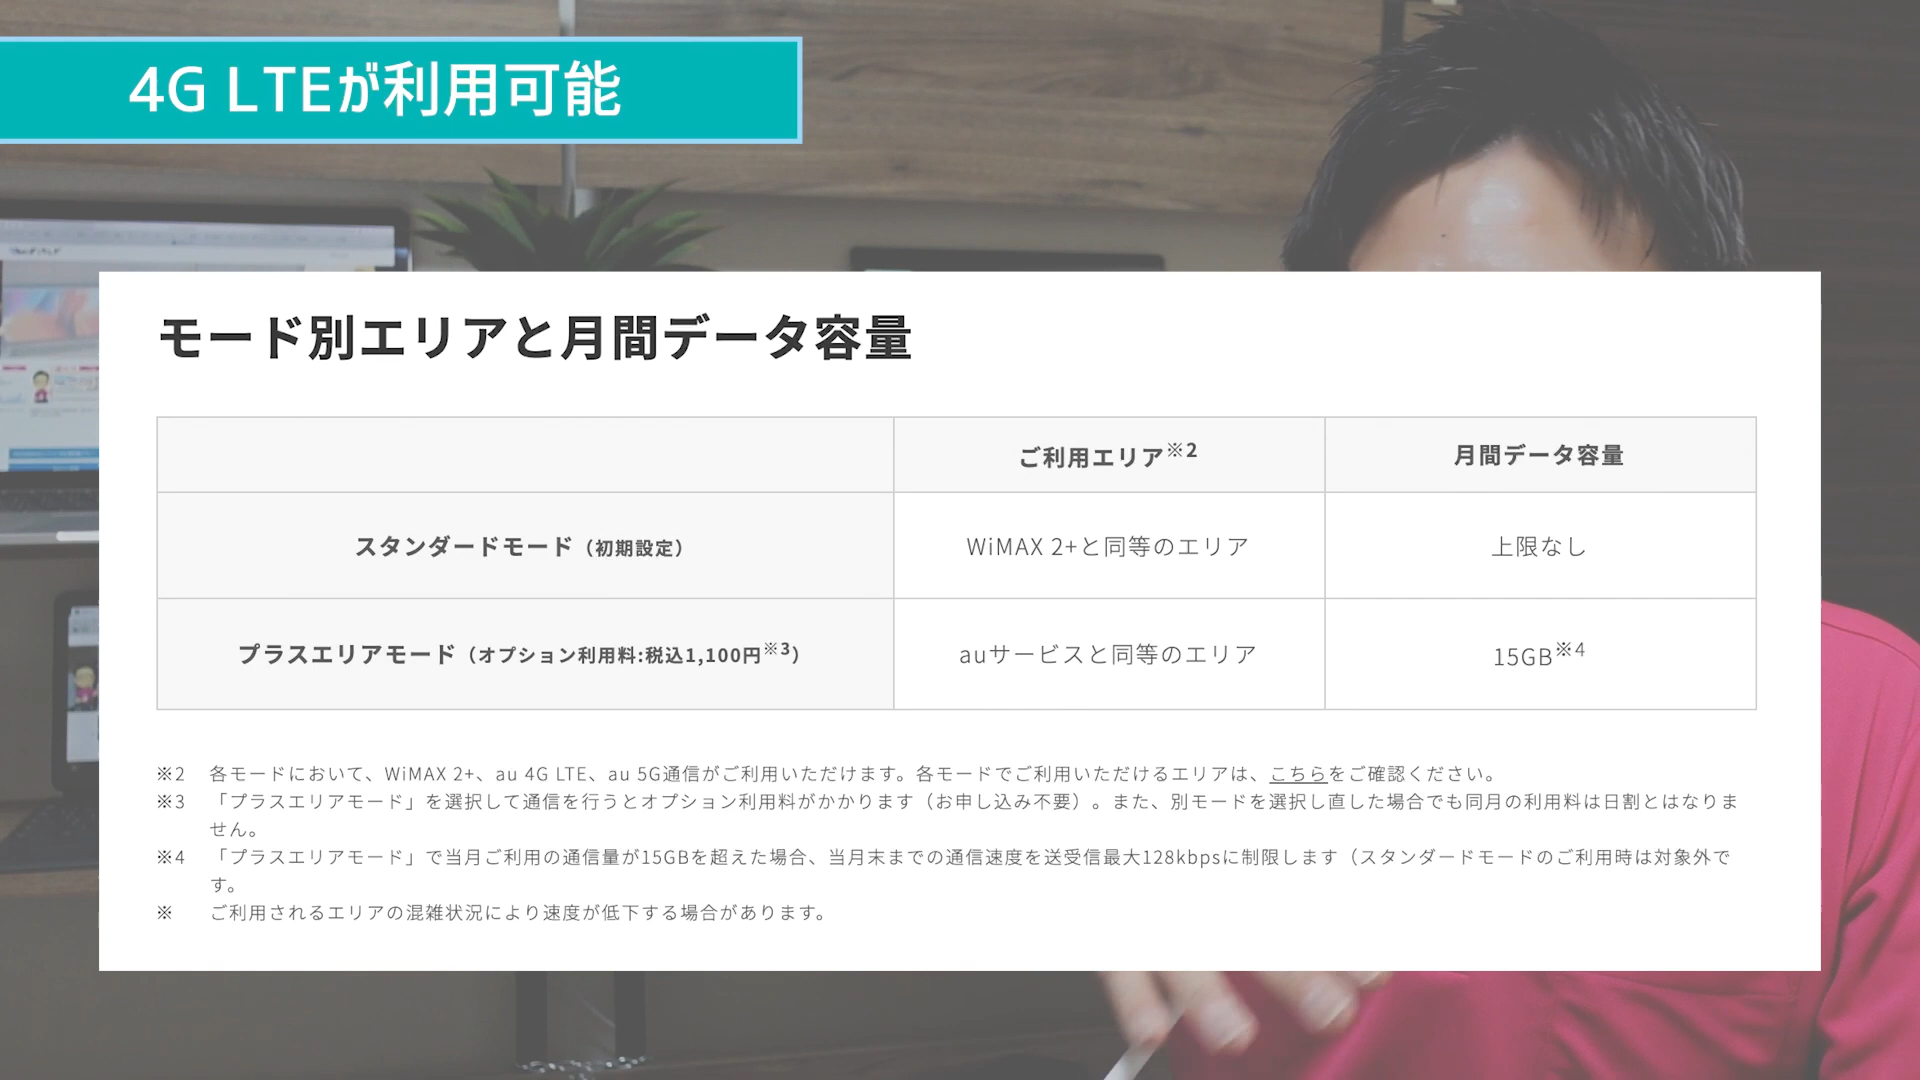 4G LTEが利用可能
モード別エリアと月間データ容量
ご利用エリア※2
月間データ容量
スタンダードモード（初期設定）
WiMAX 2+と同等のエリア
上限なし
プラスエリアモード（オプション利用料:税込1,100円※3）
auサービスと同等のエリア
15GB※4
※2 各モードにおいて、WiMAX 2+、au 4G LTE、au 5G通信がご利用いただけます。各モードでご利用いただけるエリアは、こちらをご確認ください。
※3 「プラスエリアモード」を選択して通信を行うとオプション利用料がかかります（お申し込み不要）。また、別モードを選択し直した場合でも同月の利用料は日割とはなりま
せん。
※4 「プラスエリアモード」で当月ご利用の通信量が15GBを超えた場合、当月末までの通信速度を送受信最大128kbpsに制限します（スタンダードモードのご利用時は対象外で
す。
※ ご利用されるエリアの混雑状況により速度が低下する場合があります。